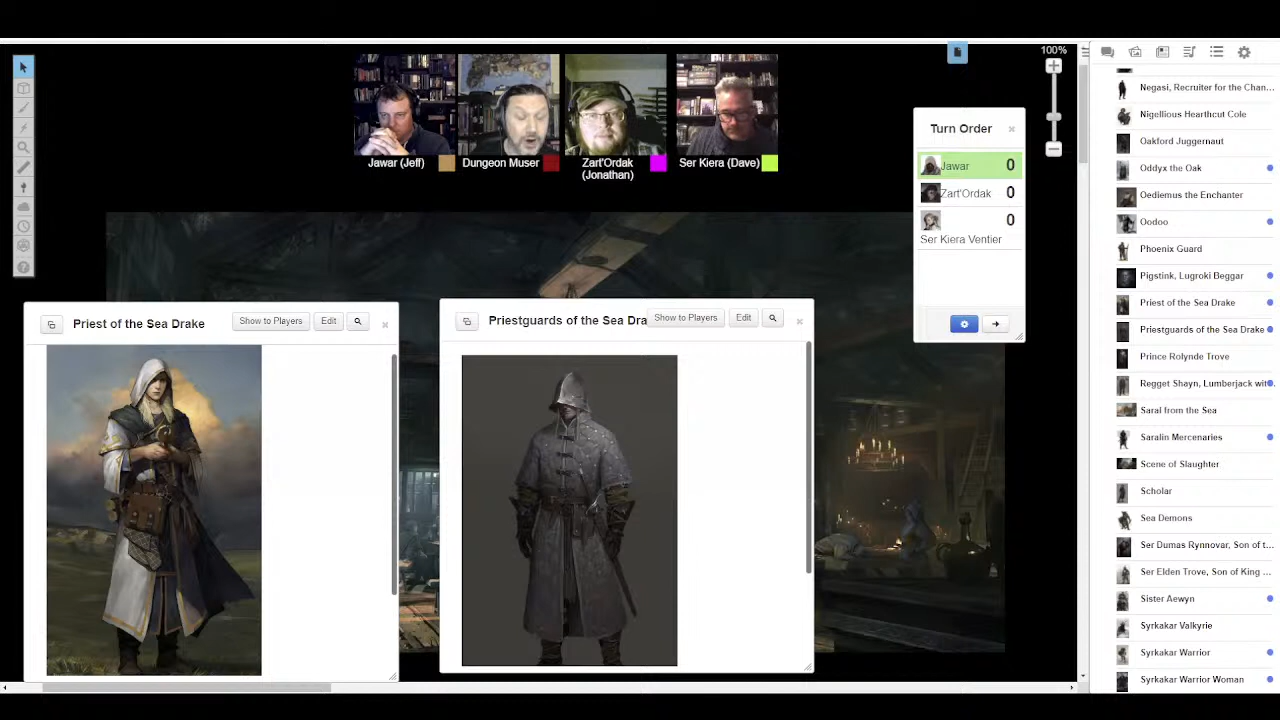 100%
Jawar (Jeff)
Dungeon Muser
Zart'Ordak
(Jonathan)
Ser Kiera (Dave)
Turn Order
Jawar 0
Zart'Ordak 0
0
Ser Kiera Ventier
Priest of the Sea Drake
Show to Players
Edit
Priestguards of the Sea Dra
Show to Players
Edit
Negasi, Recruiter for the Chan...
Nigellious Hearthcut Cole
Oakford Juggernaut
Oddyx the Oak
Oediemus the Enchanter
Oodoo
Phoenix Guard
Pigstink, Lugroki Beggar
Priest of the Sea Drake
Priestguards of the Sea Drake
Prince Rolynde Trove
Regget Shayn, Lumberjack wit...
Saral from the Sea
Saralin Mercenaries
Scene of Slaughter
Scholar
Sea Demons
Ser Dumas Rynnovar, Son of t...
Ser Elden Trove, Son of King ...
Sister Aewyn
Syrkakar Valkyrie
Syrkakar Warrior
Syrkakar Warrior Woman